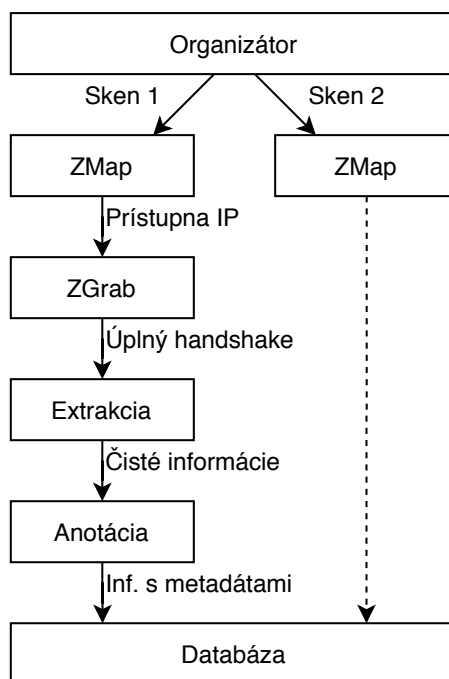 Organizátor
Sken 1
Sken 2
ZMap
ZMap
Prístupna IP
ZGrab
Úplný handshake
Extrakcia
Čisté informácie
Anotácia
Inf. s metadátami
Databáza